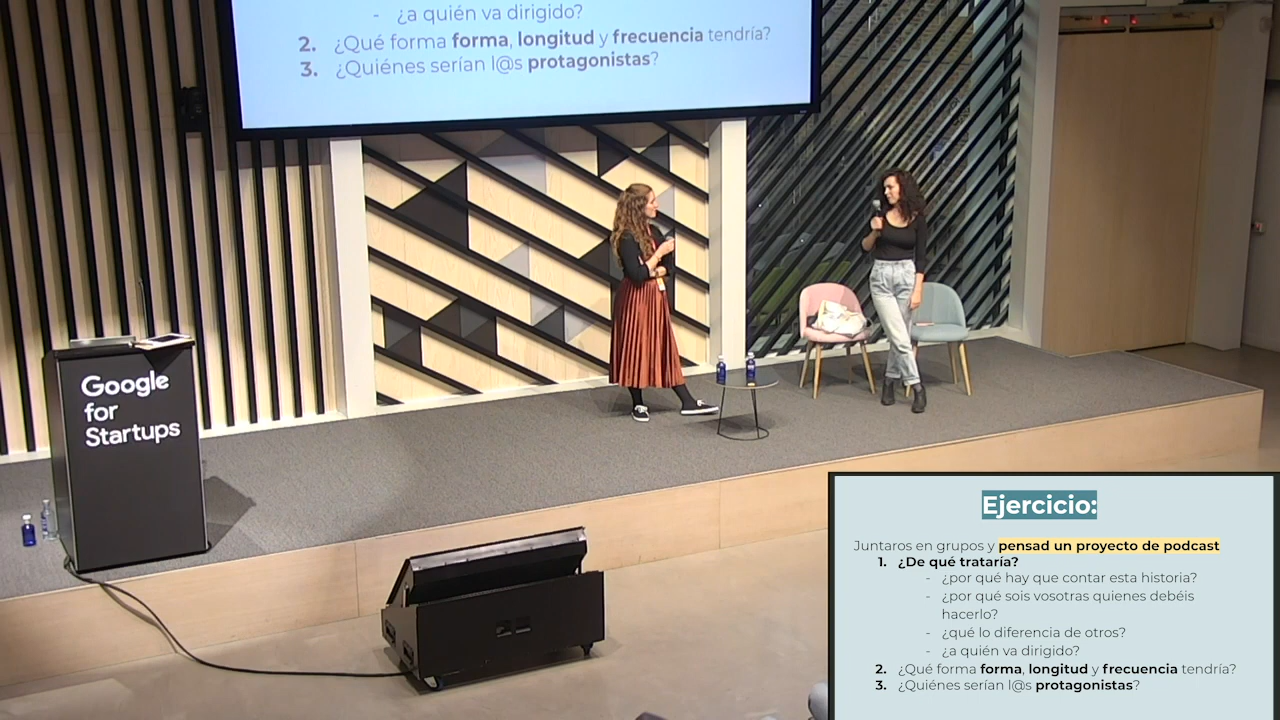 - ¿a quién va dirigido?
2. ¿Qué forma forma, longitud y frecuencia tendría?
3. ¿Quiénes serían l@s protagonistas?
Google
for
Startups
Ejercicio:
Juntaros en grupos y pensad un proyecto de podcast
1. ¿De qué trataría?
- ¿por qué hay que contar esta historia?
- ¿por qué sois vosotras quienes debéis
hacerlo?
- ¿qué lo diferencia de otros?
- ¿a quién va dirigido?
2. ¿Qué forma forma, longitud y frecuencia tendría?
3. ¿Quiénes serían l@s protagonistas?